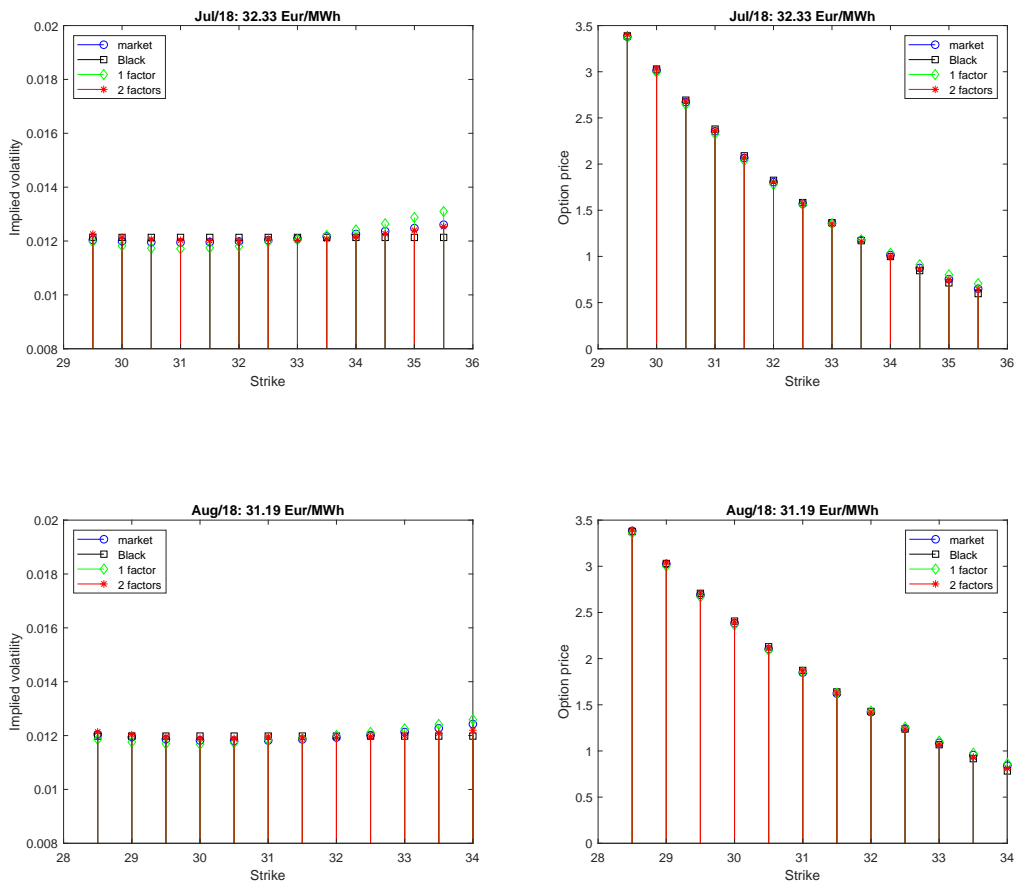 Jul/18: 32.33 Eur/MWh
0.02
0.018
0.016
0.014
0.012
0.01
0.008
Implied volatility
market
Black
1 factor
2 factors
29 30 31 32 33 34 35 36
Strike
Jul/18: 32.33 Eur/MWh
3.5
3
2.5
2
1.5
1
0.5
0
Option price
market
Black
1 factor
2 factors
29 30 31 32 33 34 35 36
Strike
Aug/18: 31.19 Eur/MWh
0.02
0.018
0.016
0.014
0.012
0.01
0.008
Implied volatility
market
Black
1 factor
2 factors
28 29 30 31 32 33 34
Strike
Aug/18: 31.19 Eur/MWh
3.5
3
2.5
2
1.5
1
0.5
0
Option price
market
Black
1 factor
2 factors
28 29 30 31 32 33 34
Strike